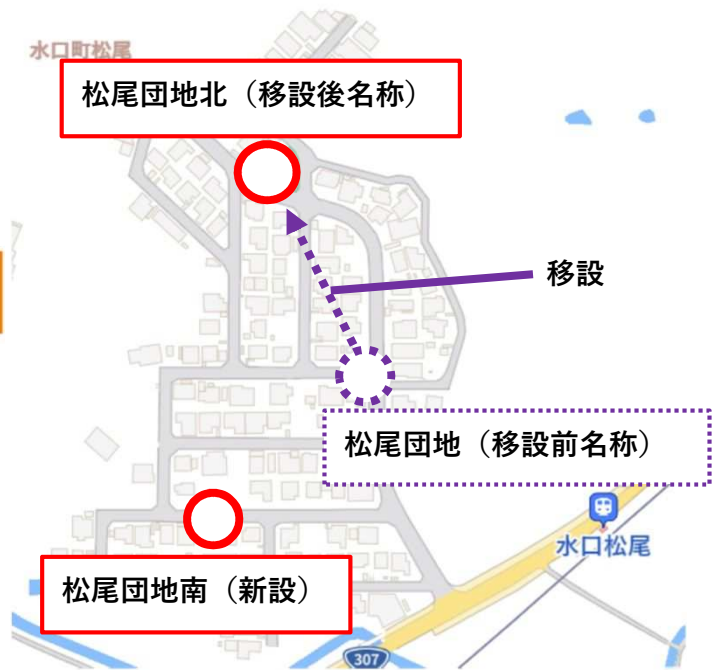 水口町松尾
松尾団地北（移設後名称）
移設
松尾団地（移設前名称）
水口松尾
松尾団地南（新設）
307